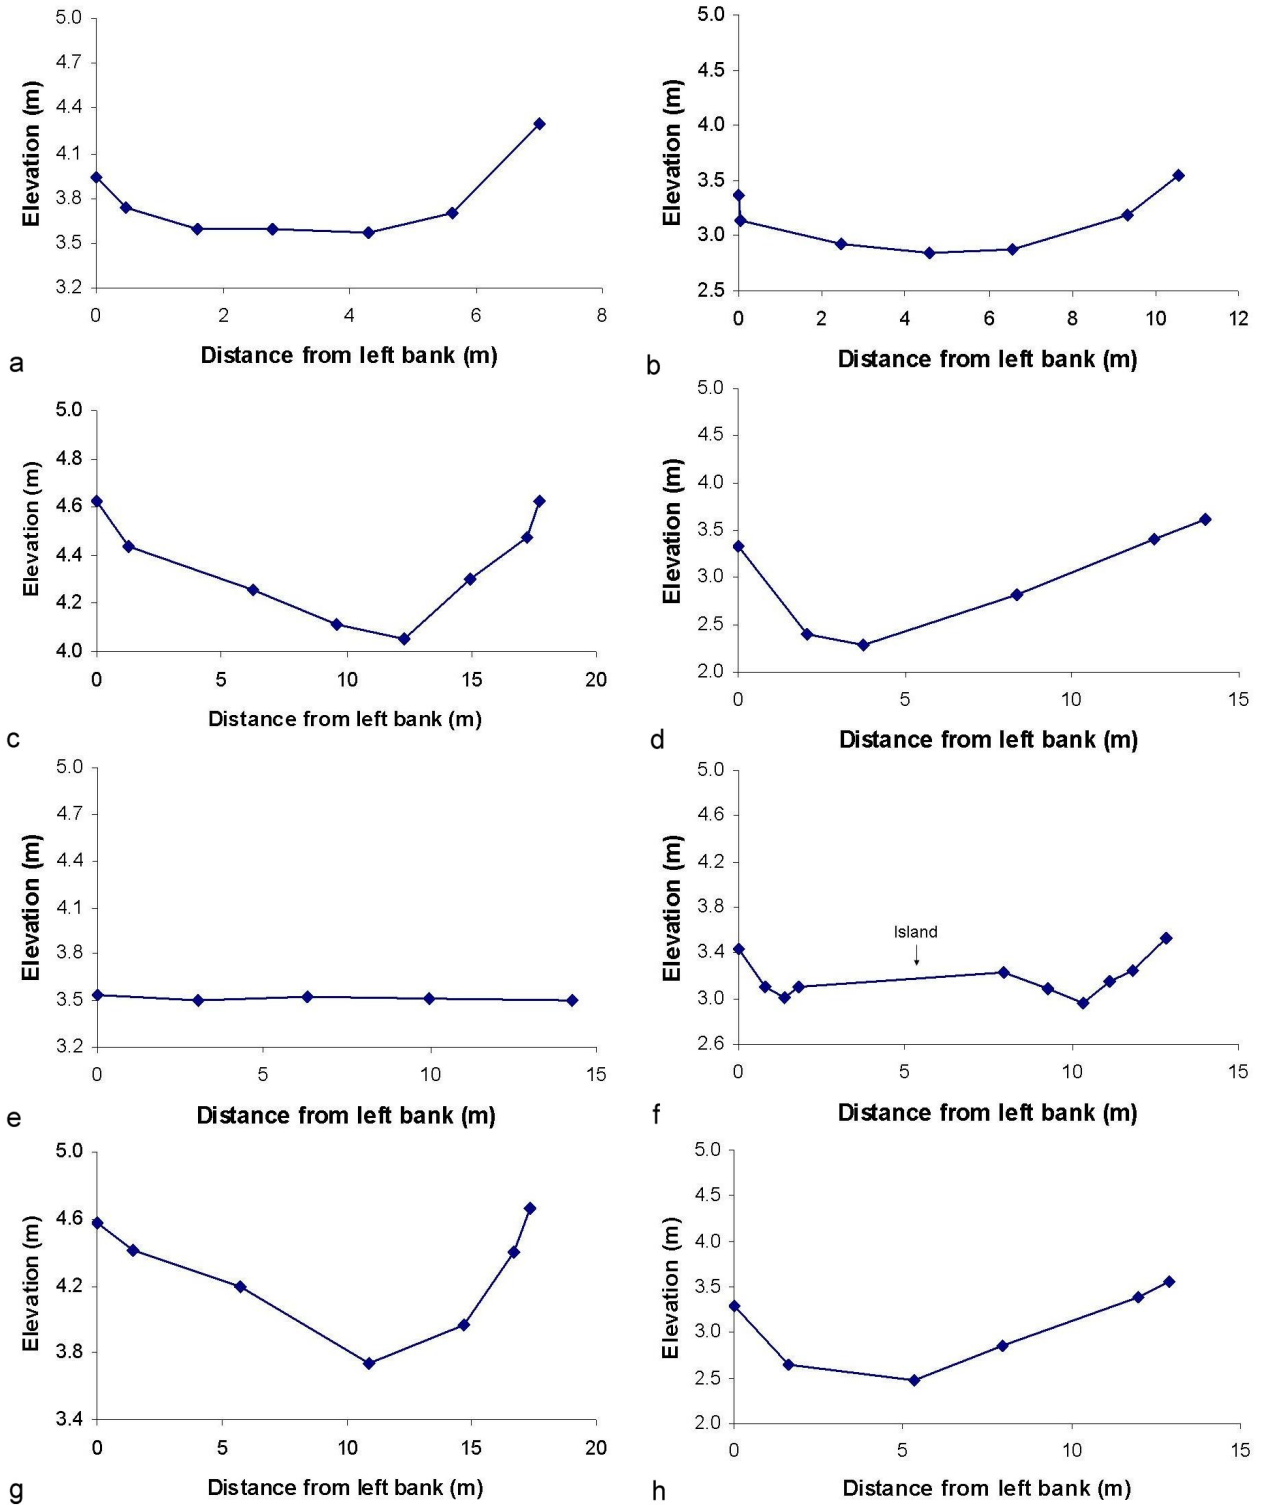 5.0
4.7
4.4
4.1
3.8
3.5
3.2
Elevation (m)
0 2 4 6 8
Distance from left bank (m)
a
5.0
4.5
4.0
3.5
3.0
2.5
Elevation (m)
0 2 4 6 8 10 12
Distance from left bank (m)
b
5.0
4.8
4.6
4.4
4.2
4.0
Elevation (m)
0 5 10 15 20
Distance from left bank (m)
c
5.0
4.5
4.0
3.5
3.0
2.5
2.0
Elevation (m)
0 5 10 15
Distance from left bank (m)
d
5.0
4.7
4.4
4.1
3.8
3.5
3.2
Elevation (m)
0 5 10 15
Distance from left bank (m)
e
5.0
4.6
4.2
3.8
3.4
3.0
2.6
Elevation (m)
Island
0 5 10 15
Distance from left bank (m)
f
5.0
4.6
4.2
3.8
3.4
Elevation (m)
0 5 10 15 20
Distance from left bank (m)
g
5.0
4.5
4.0
3.5
3.0
2.5
2.0
Elevation (m)
0 5 10 15
Distance from left bank (m)
h